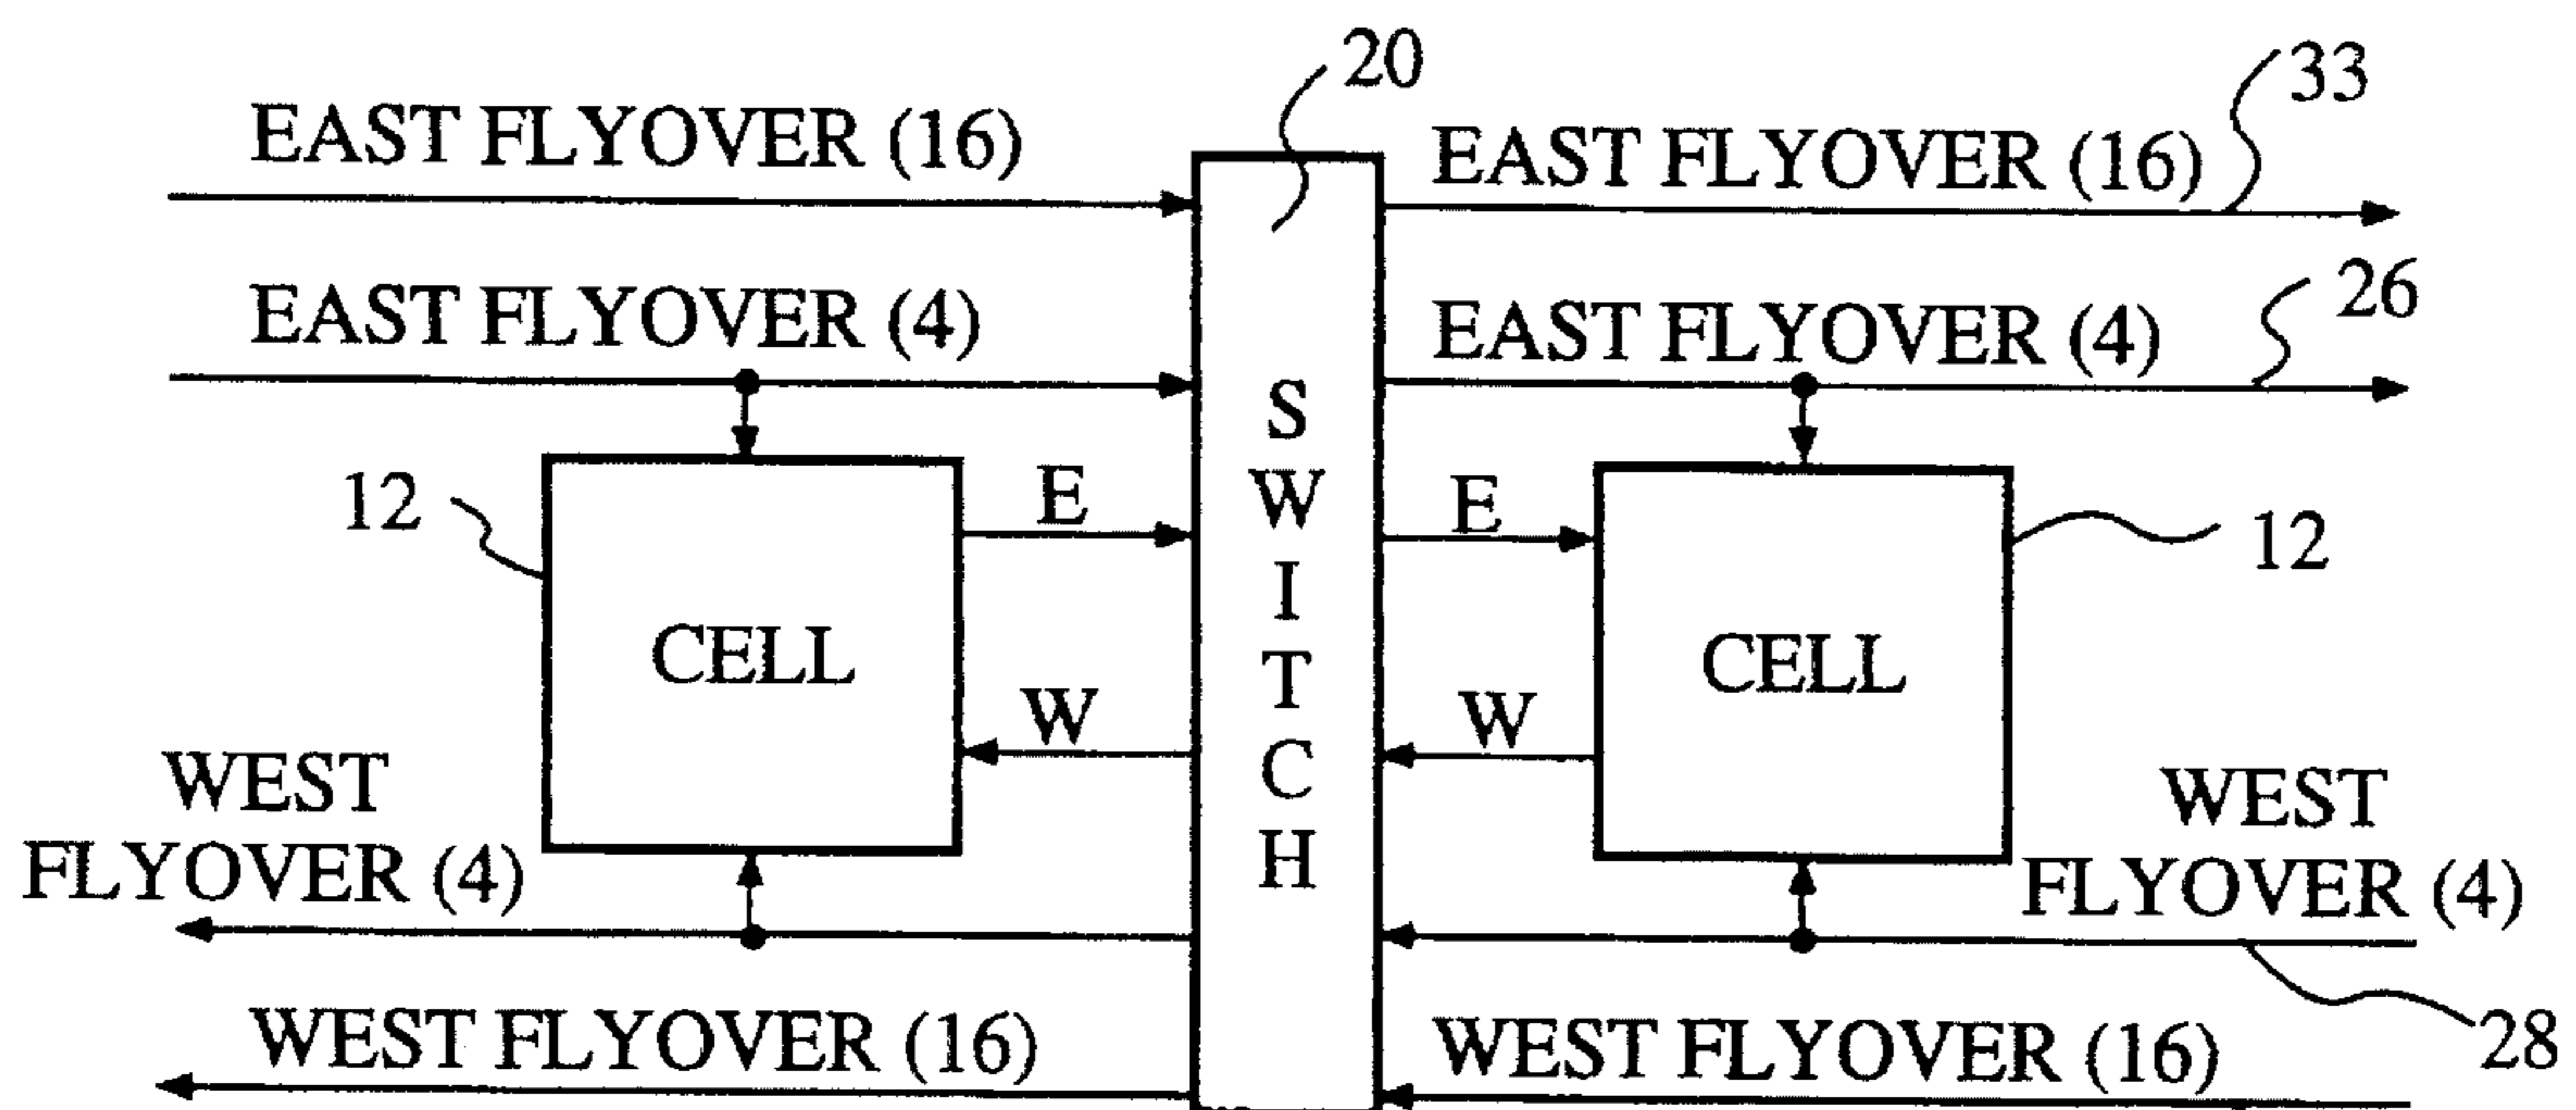 20
33
EAST FLYOVER (16)
EAST FLYOVER (16)
26
EAST FLYOVER (4)
EAST FLYOVER (4)
S
W
I
T
C
H
12
E
E
12
CELL
CELL
W
W
WEST
FLYOVER (4)
WEST
FLYOVER (4)
WEST FLYOVER (16)
WEST FLYOVER (16)
28